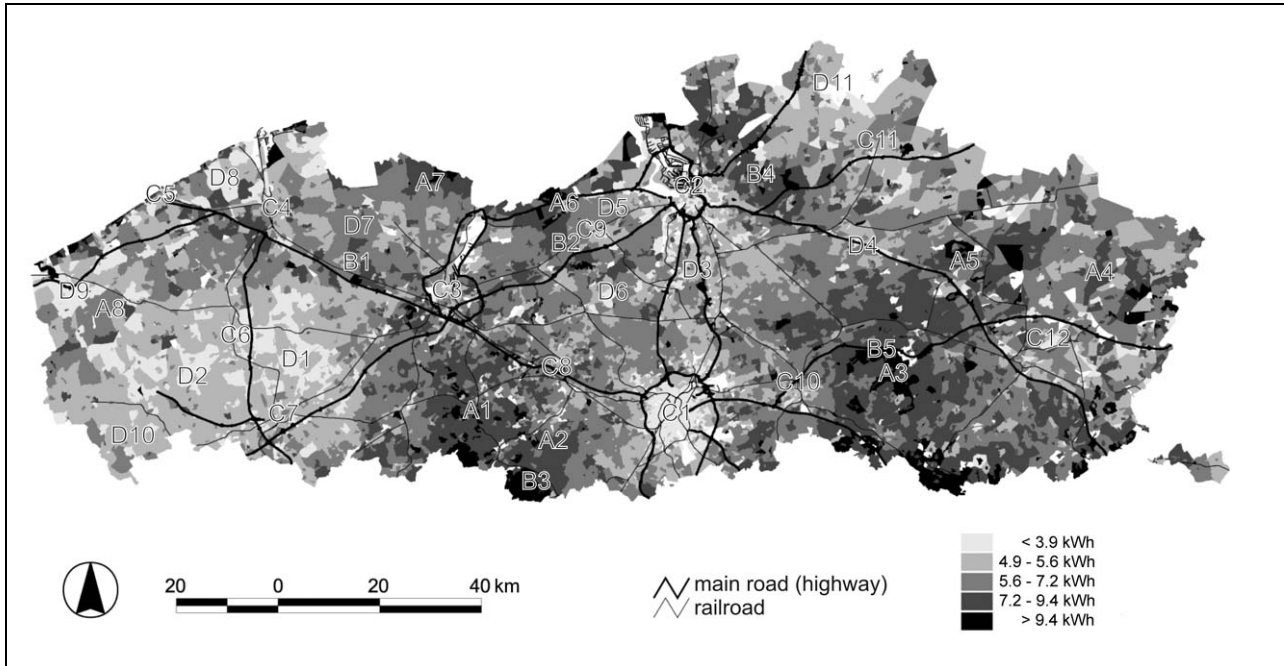 D11
C11
B4
D8
A7
C2
C5
C4
A6
D5
D7
C9
B2
D4
A5
B1
D3
A4
D9
C3
D6
A8
C6
B5
C12
D1
C8
A3
D2
C10
A1
C7
C1
D10
A2
B3
< 3.9 kWh
4.9 - 5.6 kWh
5.6 - 7.2 kWh
7.2 - 9.4 kWh
> 9.4 kWh
20 0 20 40 km
main road (highway)
railroad